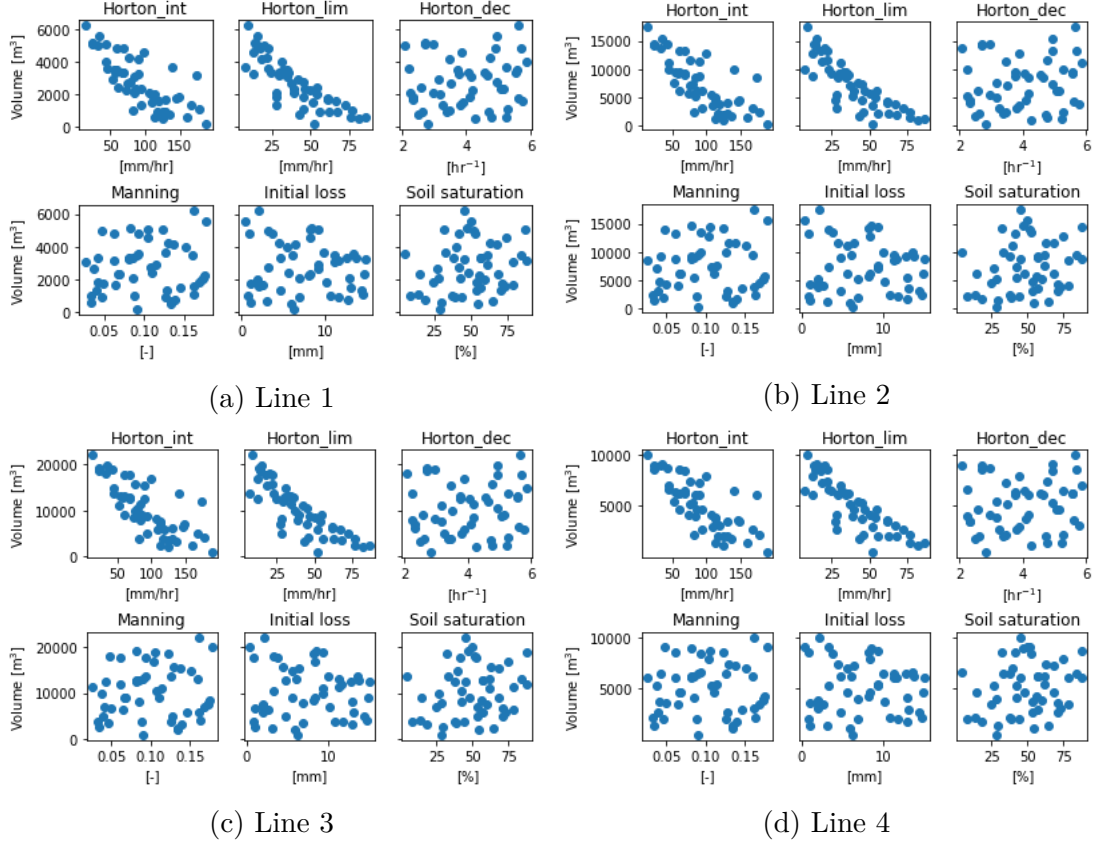 Horton_int Horton_lim Horton_dec
Volume [m³]
6000
4000
2000
0
50 100 150
25 50 75
2 4 6
[mm/hr] [mm/hr] [hr⁻¹]
Manning Initial loss Soil saturation
Volume [m³]
6000
4000
2000
0
0.05 0.10 0.15
0 10
25 50 75
[-] [mm] [%]
(a) Line 1
Horton_int Horton_lim Horton_dec
Volume [m³]
15000
10000
5000
0
50 100 150
25 50 75
2 4 6
[mm/hr] [mm/hr] [hr⁻¹]
Manning Initial loss Soil saturation
Volume [m³]
15000
10000
5000
0
0.05 0.10 0.15
0 10
25 50 75
[-] [mm] [%]
(b) Line 2
Horton_int Horton_lim Horton_dec
Volume [m³]
20000
10000
0
50 100 150
25 50 75
2 4 6
[mm/hr] [mm/hr] [hr⁻¹]
Manning Initial loss Soil saturation
Volume [m³]
20000
10000
0
0.05 0.10 0.15
0 10
25 50 75
[-] [mm] [%]
(c) Line 3
Horton_int Horton_lim Horton_dec
Volume [m³]
10000
5000
50 100 150
25 50 75
2 4 6
[mm/hr] [mm/hr] [hr⁻¹]
Manning Initial loss Soil saturation
Volume [m³]
10000
5000
0.05 0.10 0.15
0 10
25 50 75
[-] [mm] [%]
(d) Line 4